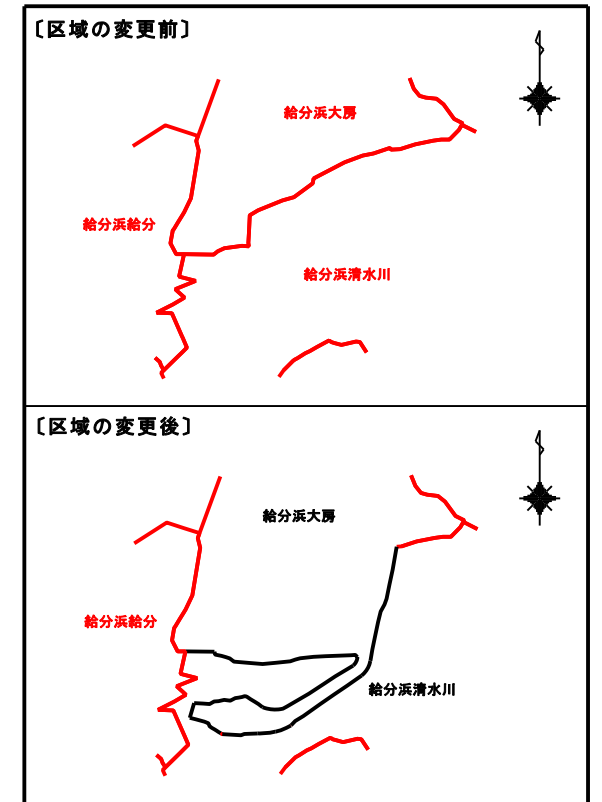 〔区域の変更前〕
給分浜大房
給分浜給分
給分浜清水川
〔区域の変更後〕
給分浜大房
給分浜給分
給分浜清水川